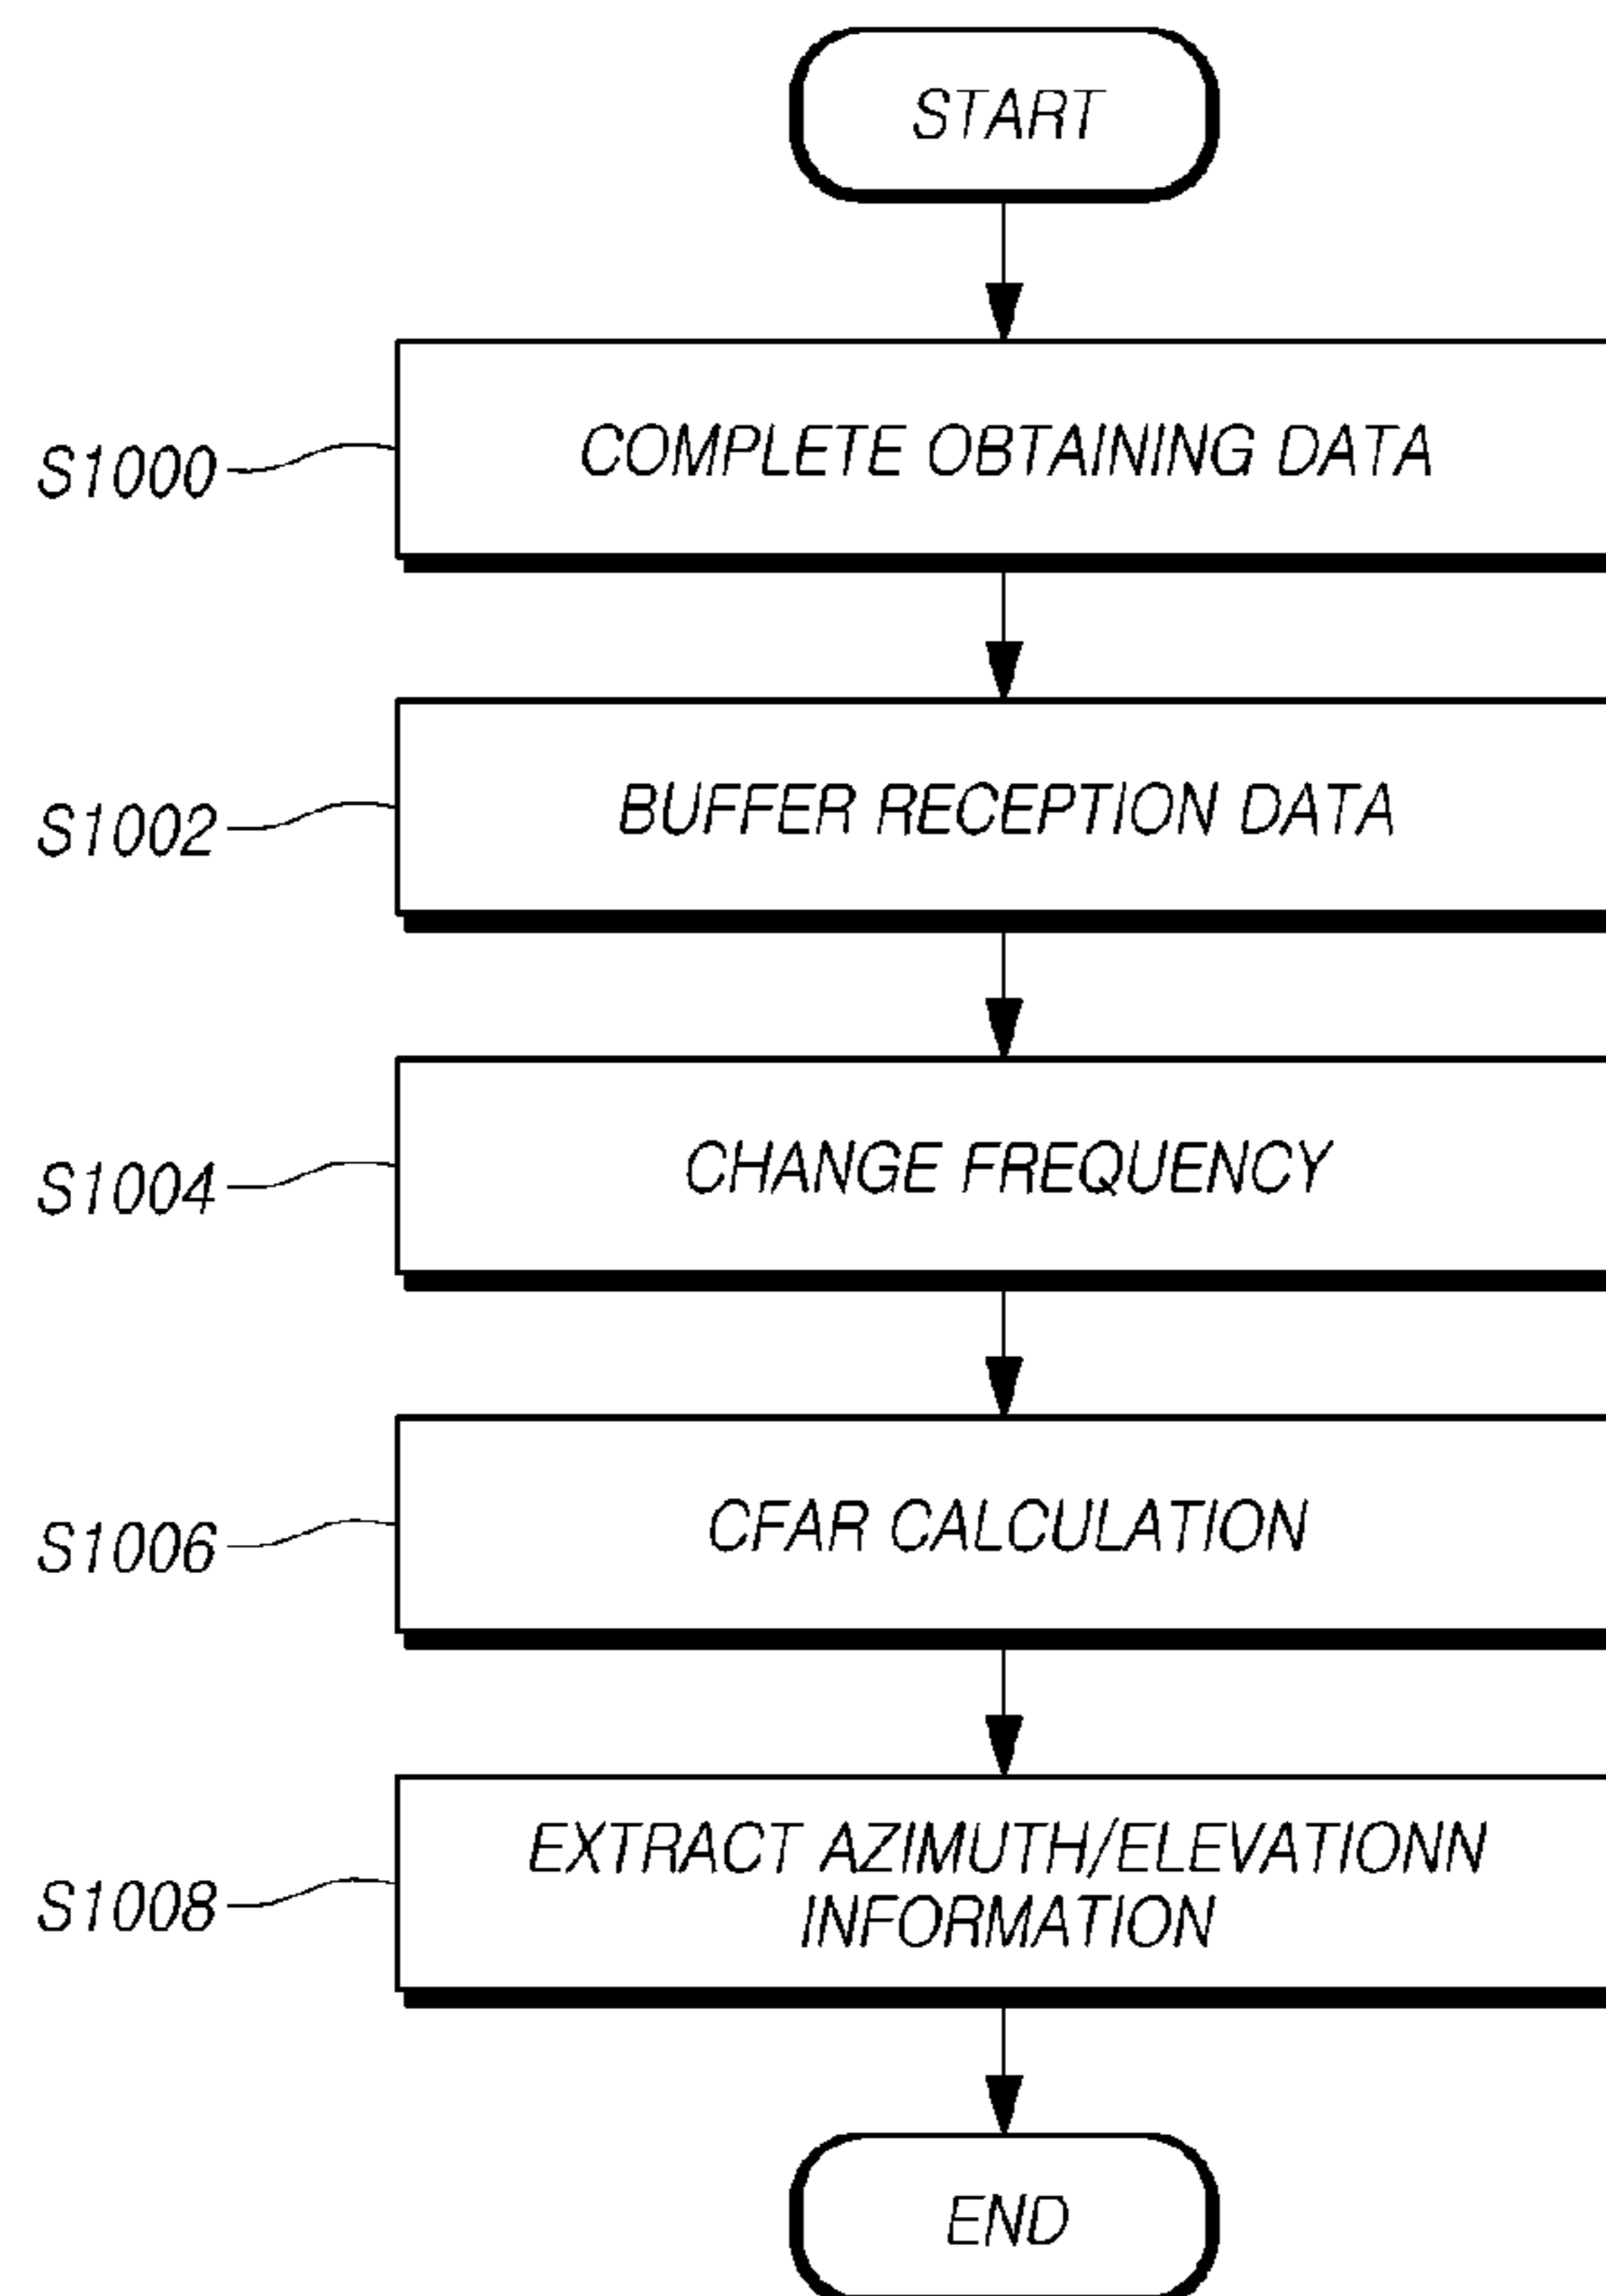 START
S1000
COMPLETE OBTAINING DATA
S1002
BUFFER RECEPTION DATA
S1004
CHANGE FREQUENCY
S1006
CFAR CALCULATION
S1008
EXTRACT AZIMUTH/ELEVATIONN
INFORMATION
END